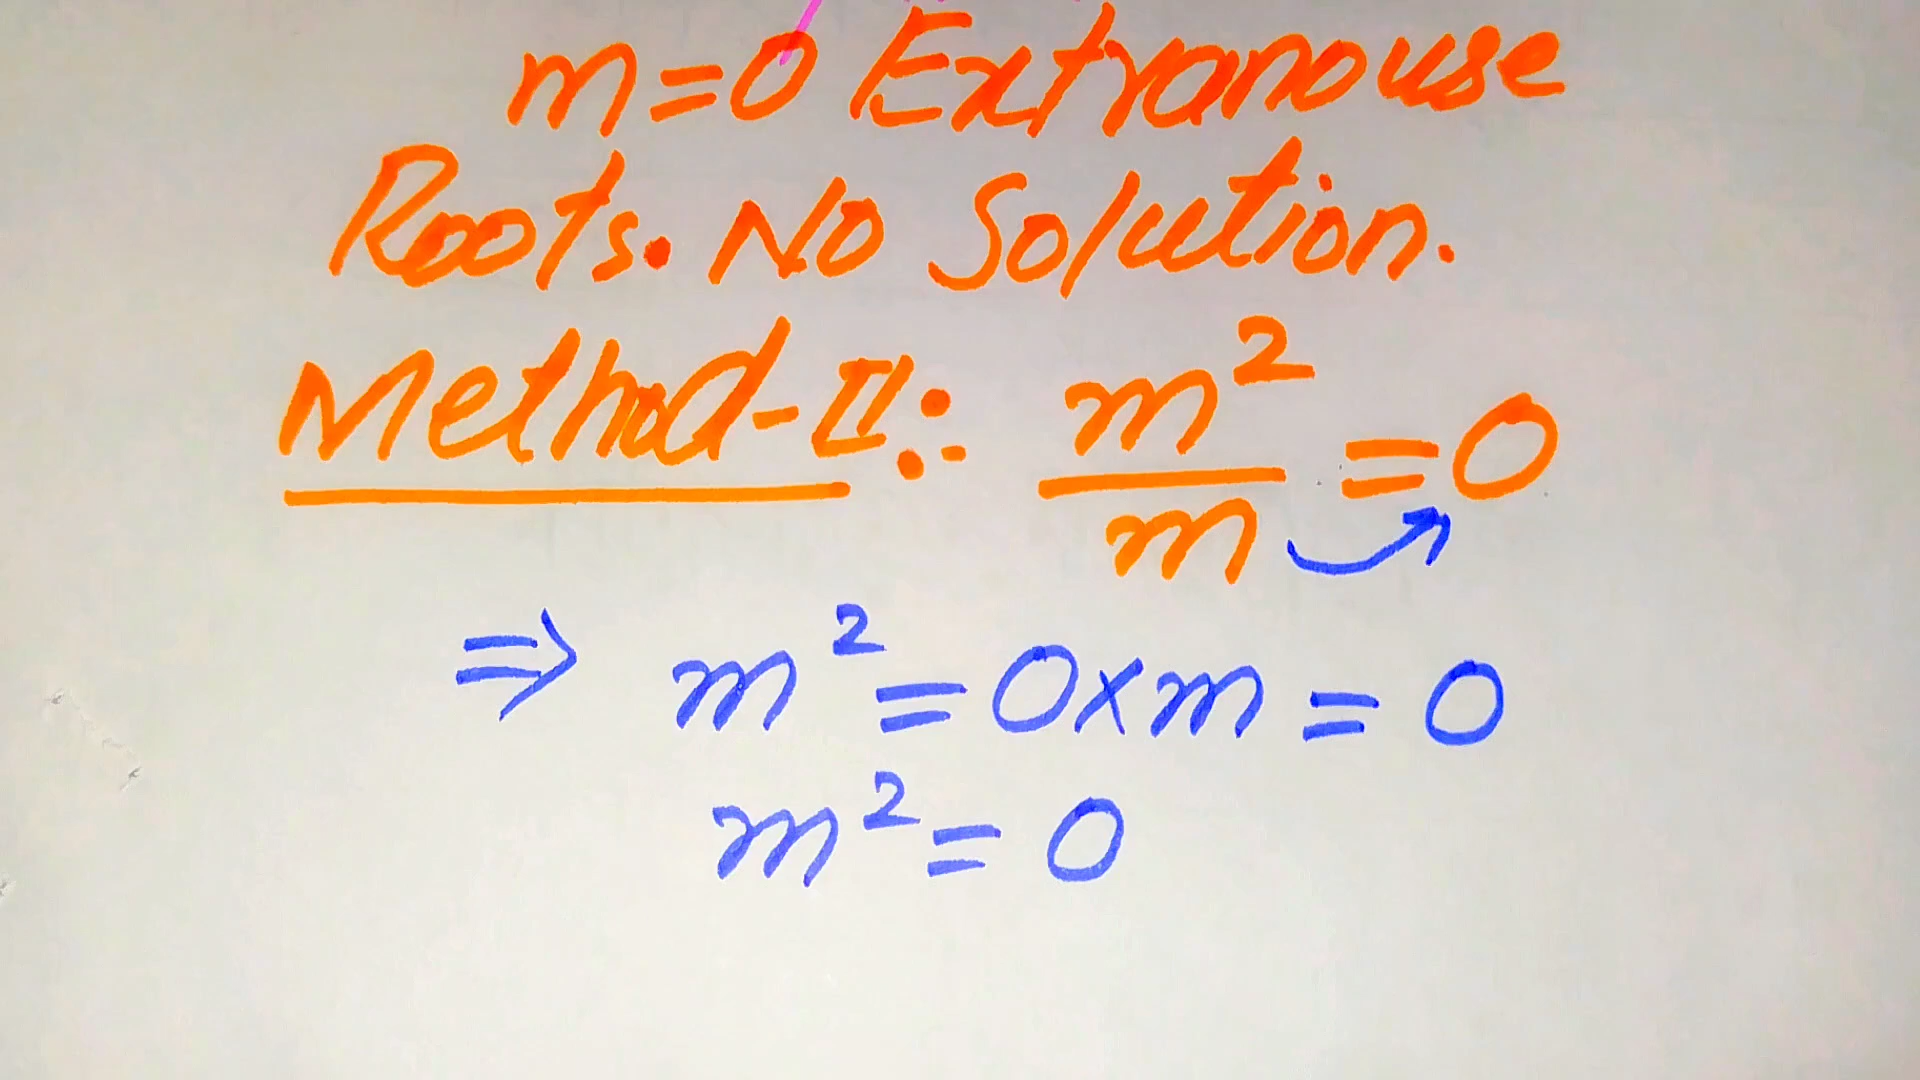 m=0 Extranouse
Roots. No Solution.
Method-II:- m²/m =0
⇒ m² = 0×m = 0
m² = 0